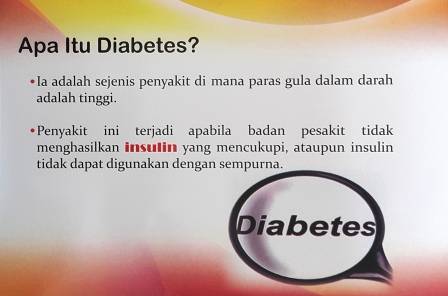 Apa Itu Diabetes?
•Ia adalah sejenis penyakit di mana paras gula dalam darah
adalah tinggi.
•Penyakit ini terjadi apabila badan pesakit tidak
menghasilkan insulin yang mencukupi, ataupun insulin
tidak dapat digunakan dengan sempurna.
Diabetes